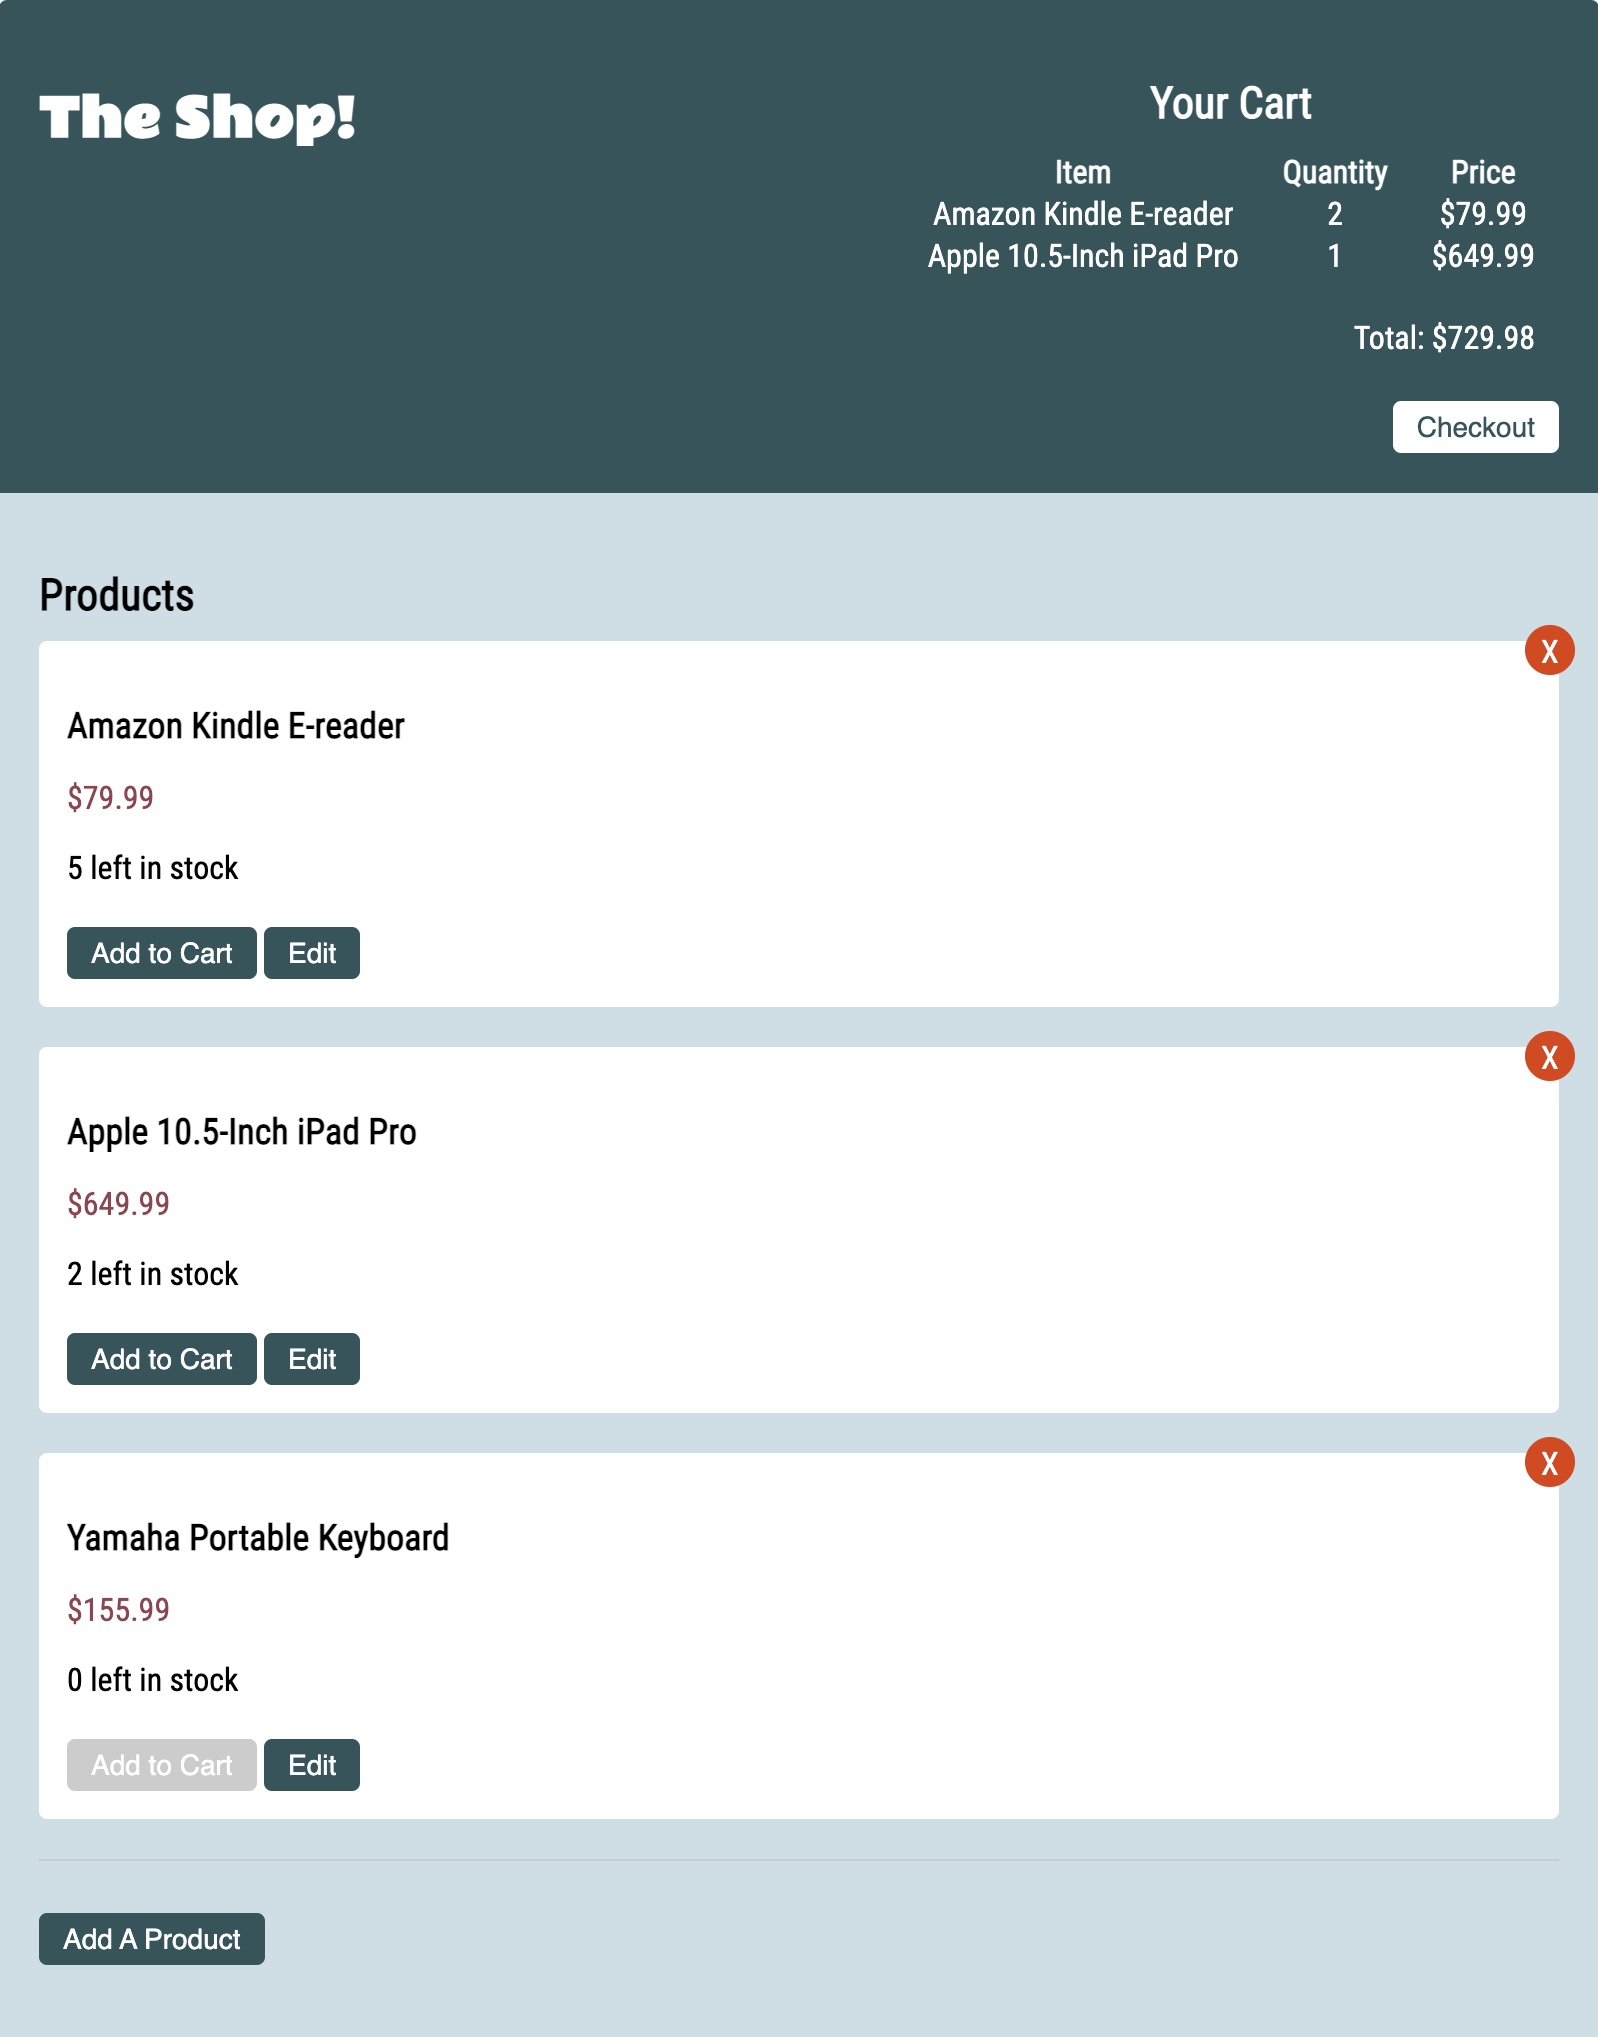 The Shop!
Your Cart
Item Quantity Price
Amazon Kindle E-reader 2 $79.99
Apple 10.5-Inch iPad Pro 1 $649.99
Total: $729.98
Checkout
Products
X
Amazon Kindle E-reader
$79.99
5 left in stock
Add to Cart Edit
X
Apple 10.5-Inch iPad Pro
$649.99
2 left in stock
Add to Cart Edit
X
Yamaha Portable Keyboard
$155.99
0 left in stock
Add to Cart Edit
Add A Product